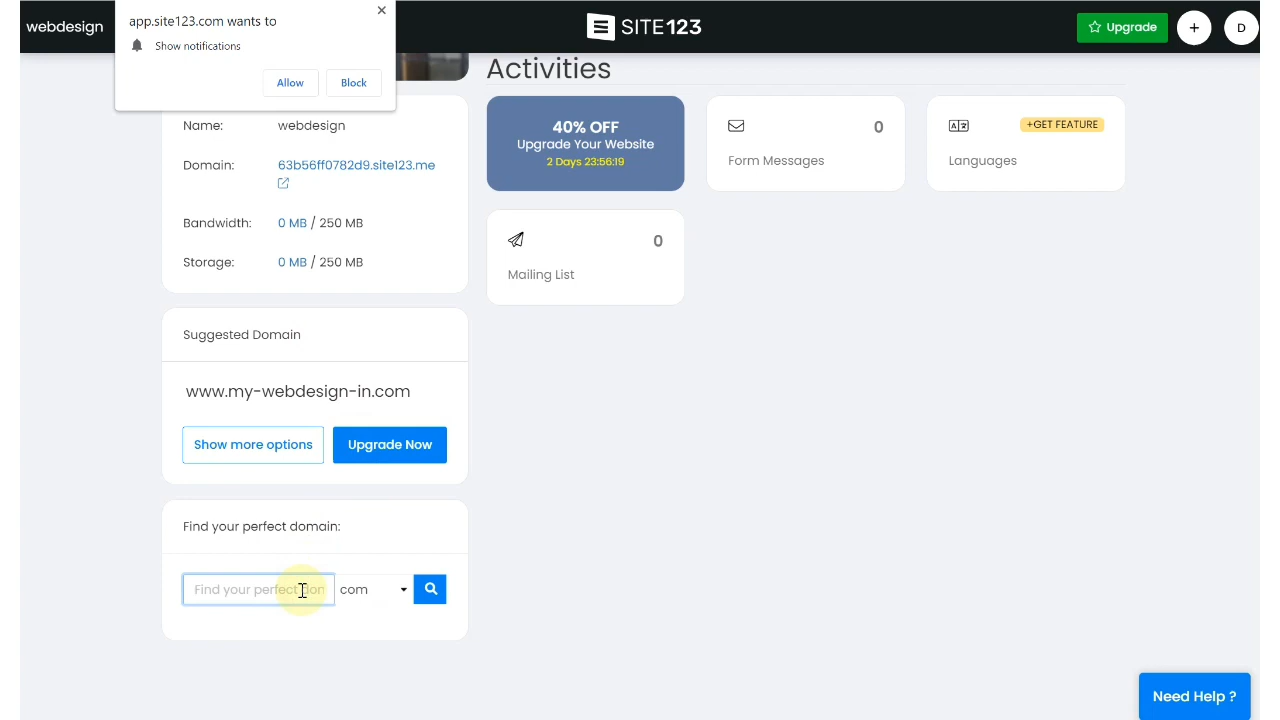 webdesign
app.site123.com wants to
Show notifications
Allow
Block
SITE123
Upgrade
D
Activities
Name:
webdesign
Domain:
63b56ff0782d9.site123.me
Bandwidth:
0 MB / 250 MB
Storage:
0 MB / 250 MB
40% OFF
Upgrade Your Website
2 Days 23:56:19
0
Form Messages
+GET FEATURE
Languages
0
Mailing List
Suggested Domain
www.my-webdesign-in.com
Show more options
Upgrade Now
Find your perfect domain:
Find your perfect don
com
Need Help ?